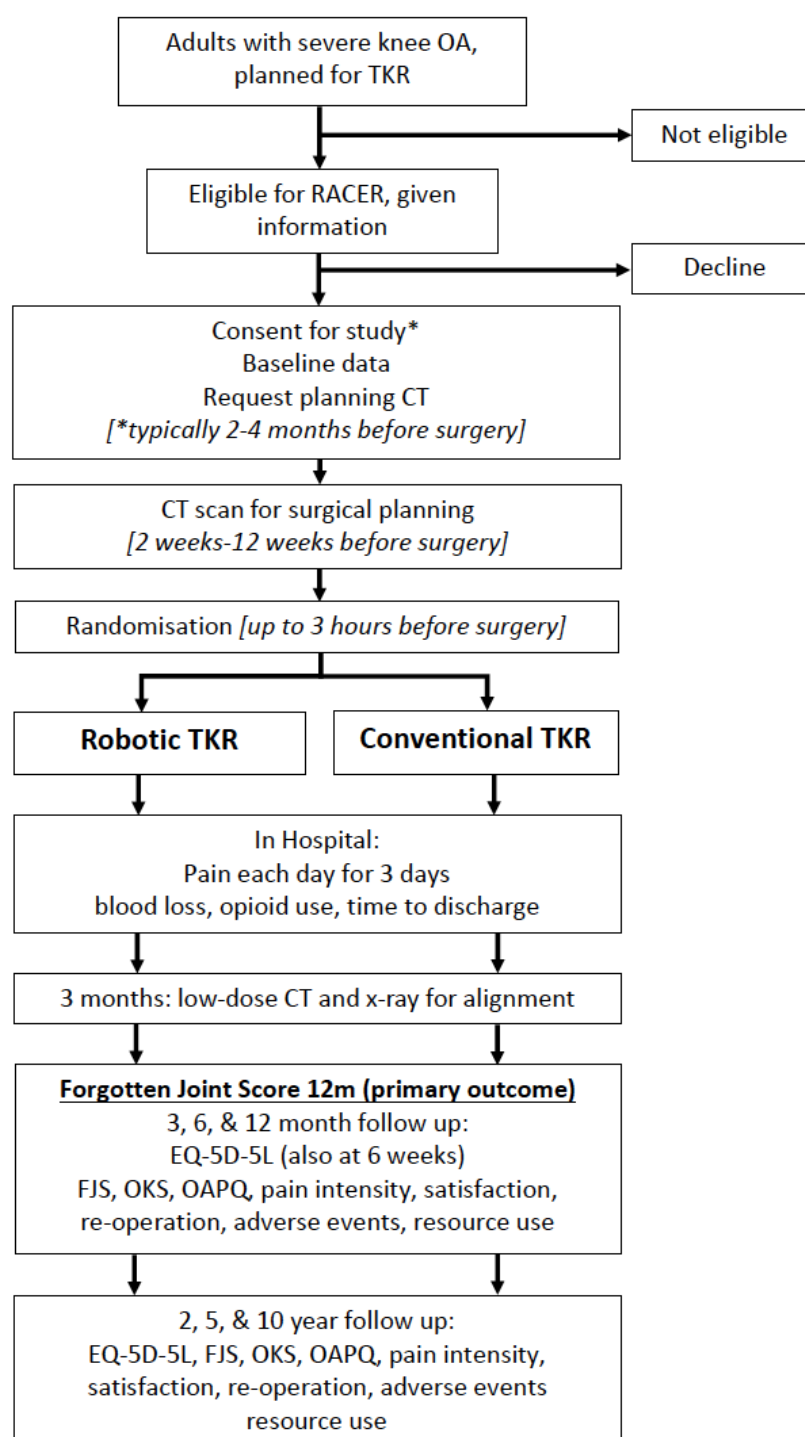 Adults with severe knee OA,
planned for TKR
Not eligible
Eligible for RACER, given
information
Decline
Consent for study*
Baseline data
Request planning CT
[*typically 2-4 months before surgery]
CT scan for surgical planning
[2 weeks-12 weeks before surgery]
Randomisation [up to 3 hours before surgery]
Robotic TKR
Conventional TKR
In Hospital:
Pain each day for 3 days
blood loss, opioid use, time to discharge
3 months: low-dose CT and x-ray for alignment
Forgotten Joint Score 12m (primary outcome)
3, 6, & 12 month follow up:
EQ-5D-5L (also at 6 weeks)
FJS, OKS, OAPQ, pain intensity, satisfaction,
re-operation, adverse events, resource use
2, 5, & 10 year follow up:
EQ-5D-5L, FJS, OKS, OAPQ, pain intensity,
satisfaction, re-operation, adverse events
resource use